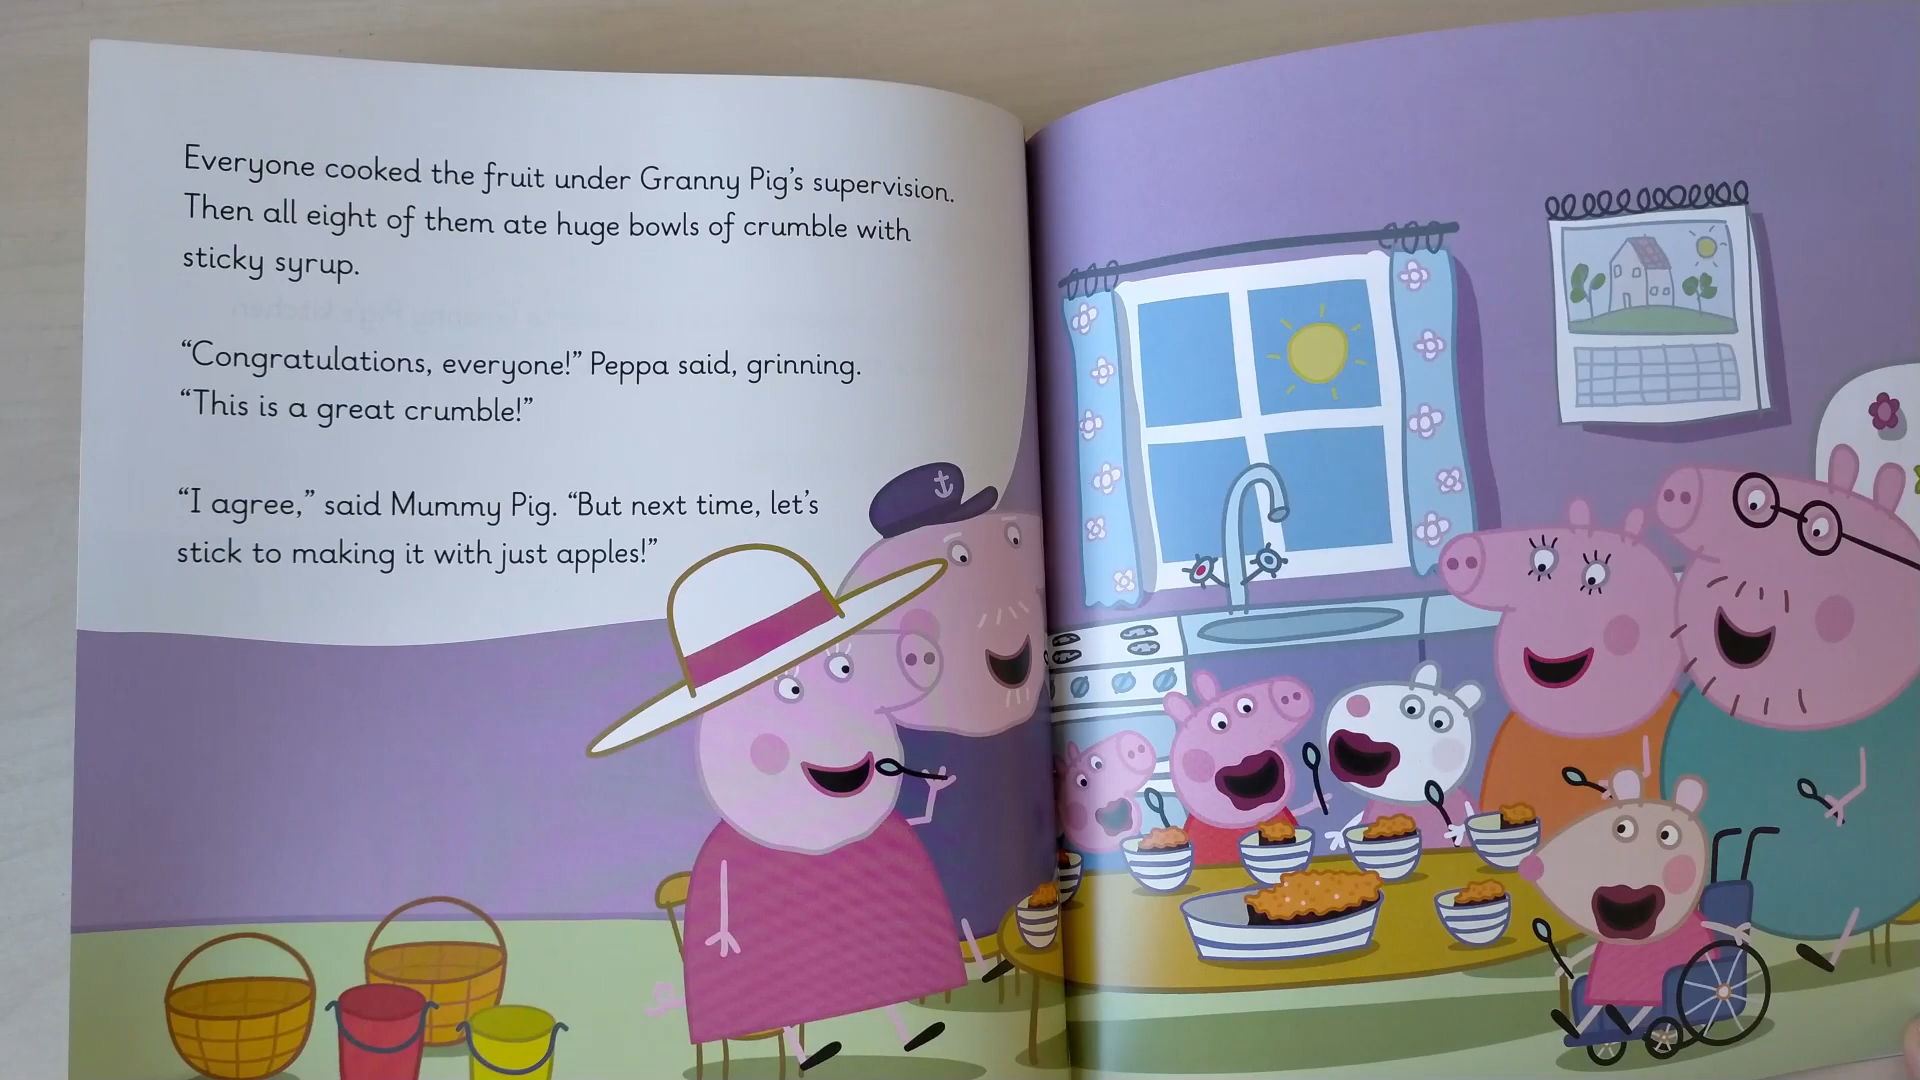 Everyone cooked the fruit under Granny Pig's supervision.
Then all eight of them ate huge bowls of crumble with
sticky syrup.
“Congratulations, everyone!” Peppa said, grinning.
“This is a great crumble!”
“I agree,” said Mummy Pig. “But next time, let's
stick to making it with just apples!”